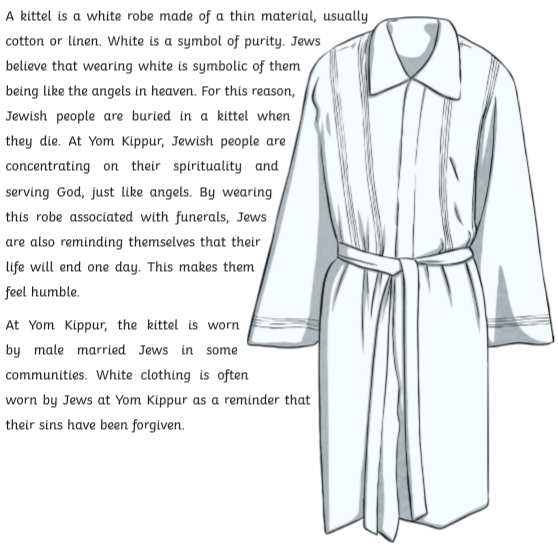 A kittel is a white robe made of a thin material, usually
cotton or linen. White is a symbol of purity. Jews
believe that wearing white is symbolic of them
being like the angels in heaven. For this reason,
Jewish people are buried in a kittel when
they die. At Yom Kippur, Jewish people are
concentrating on their spirituality and
serving God, just like angels. By wearing
this robe associated with funerals, Jews
are also reminding themselves that their
life will end one day. This makes them
feel humble.
At Yom Kippur, the kittel is worn
by male married Jews in some
communities. White clothing is often
worn by Jews at Yom Kippur as a reminder that
their sins have been forgiven.